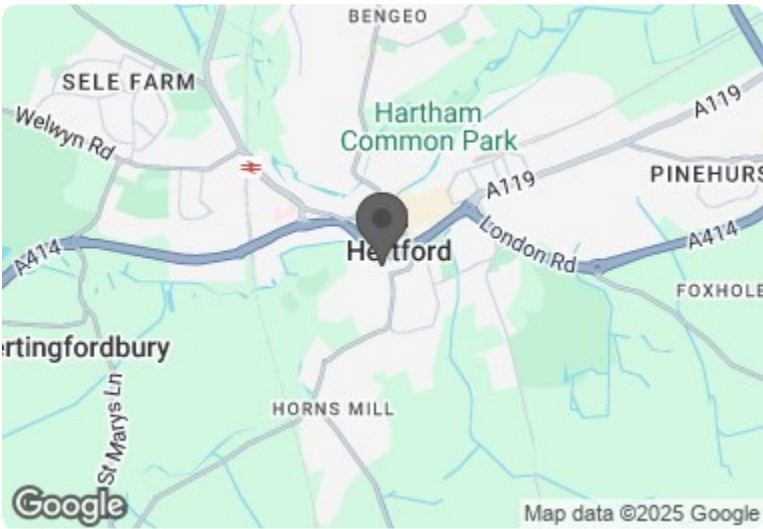 BENGEO
SELE FARM
Hartham
Common Park
A119
Welwyn Rd
PINEHURS
A119
Hertford
London Rd
A414
A414
FOXHOLE
ertingfordbury
St Marys Ln
HORNS MILL
Google
Map data ©2025 Google